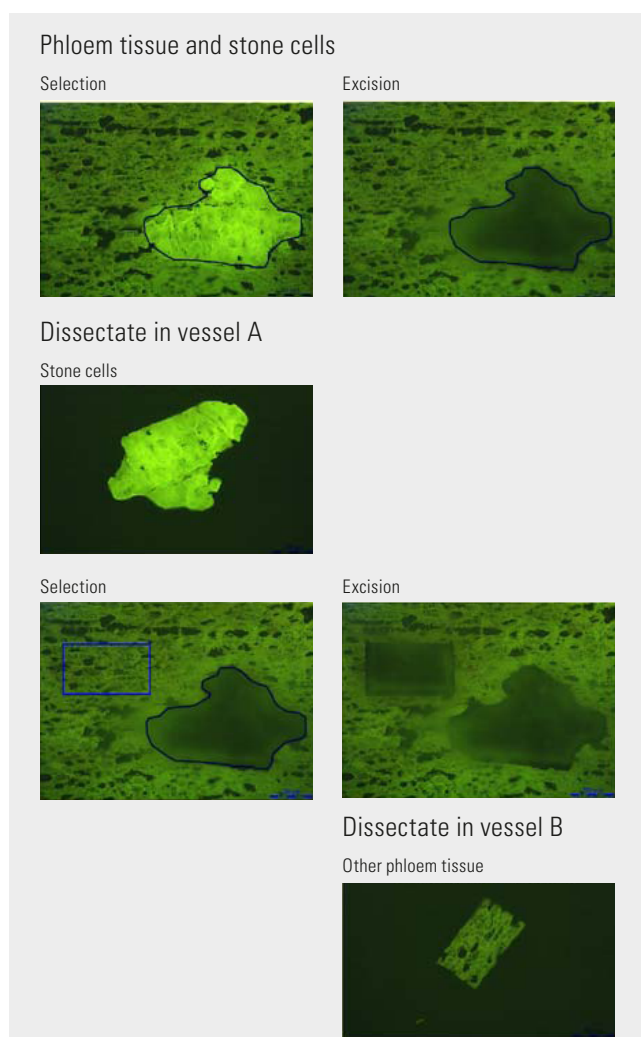 Phloem tissue and stone cells
Selection
Excision
Dissectate in vessel A
Stone cells
Selection
Excision
Dissectate in vessel B
Other phloem tissue